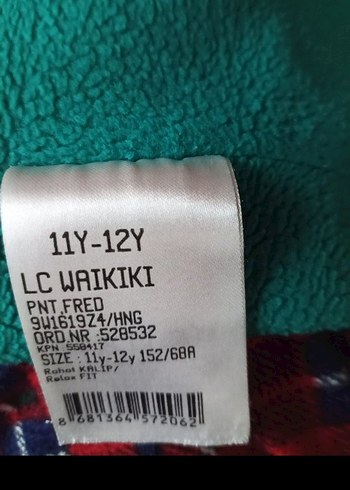 11Y-12Y
LC WAIKIKI
PNT,FRED
9W1619Z4/HNG
ORD.NR :528532
KPN 558417
SIZE : 11y-12y 152/68A
Rahat KALIP/
Relax FIT
8 681364 572062